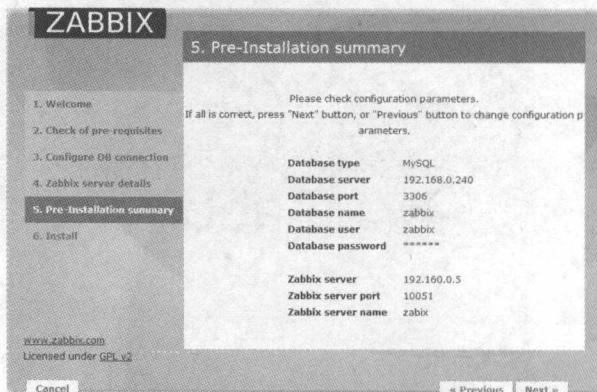 ZABBIX
5. Pre-Installation summary
1. Welcome
2. Check of pre-requisites
3. Configure DB connection
4. Zabbix server details
5. Pre-Installation summary
6. Install
Please check configuration parameters.
If all is correct, press "Next" button, or "Previous" button to change configuration p
arameters.
Database type MySQL
Database server 192.168.0.240
Database port 3306
Database name zabbix
Database user zabbix
Database password ******
Zabbix server 192.160.0.5
Zabbix server port 10051
Zabbix server name zabix
www.zabbix.com
Licensed under GPL v2
Cancel
« Previous Next »